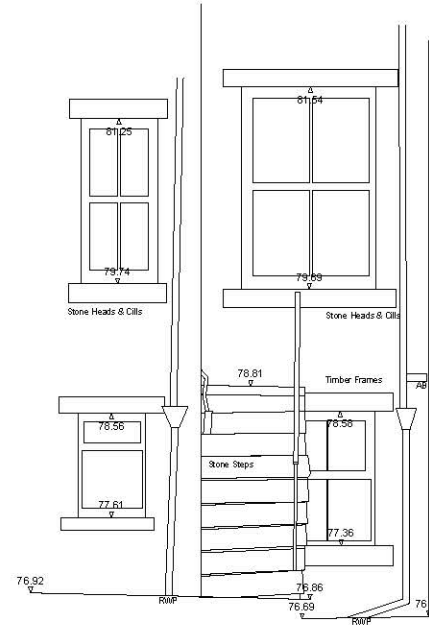 81.54
81.25
79.74
79.69
Stone Heads & Cills
Stone Heads & Cills
78.81
Timber Frames
AB
78.56
78.58
Stone Steps
77.61
77.36
76.92
76.86
RWP
76.69
76
RWP